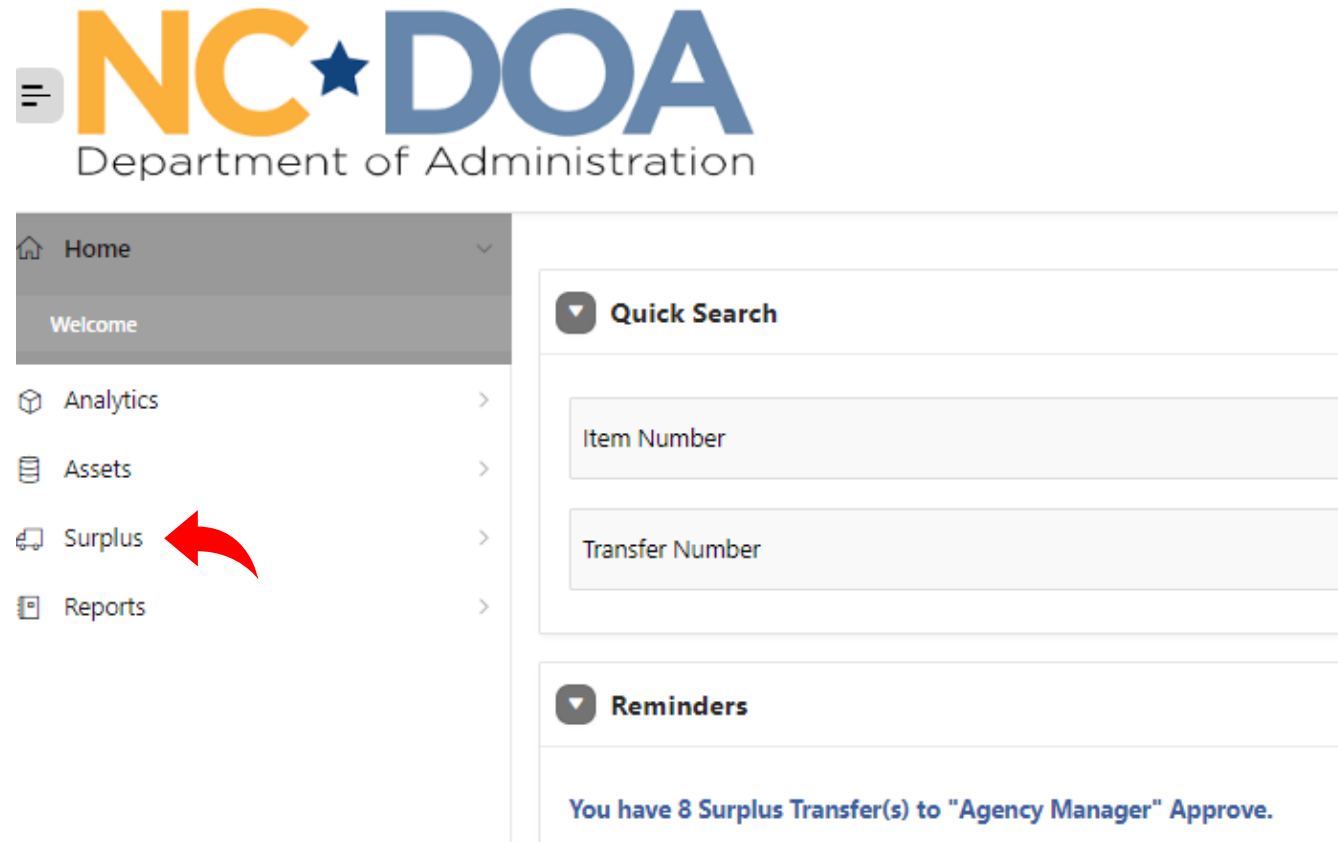 NC DOA
Department of Administration
Home
Welcome
Analytics
Assets
Surplus
Reports
Quick Search
Item Number
Transfer Number
Reminders
You have 8 Surplus Transfer(s) to "Agency Manager" Approve.